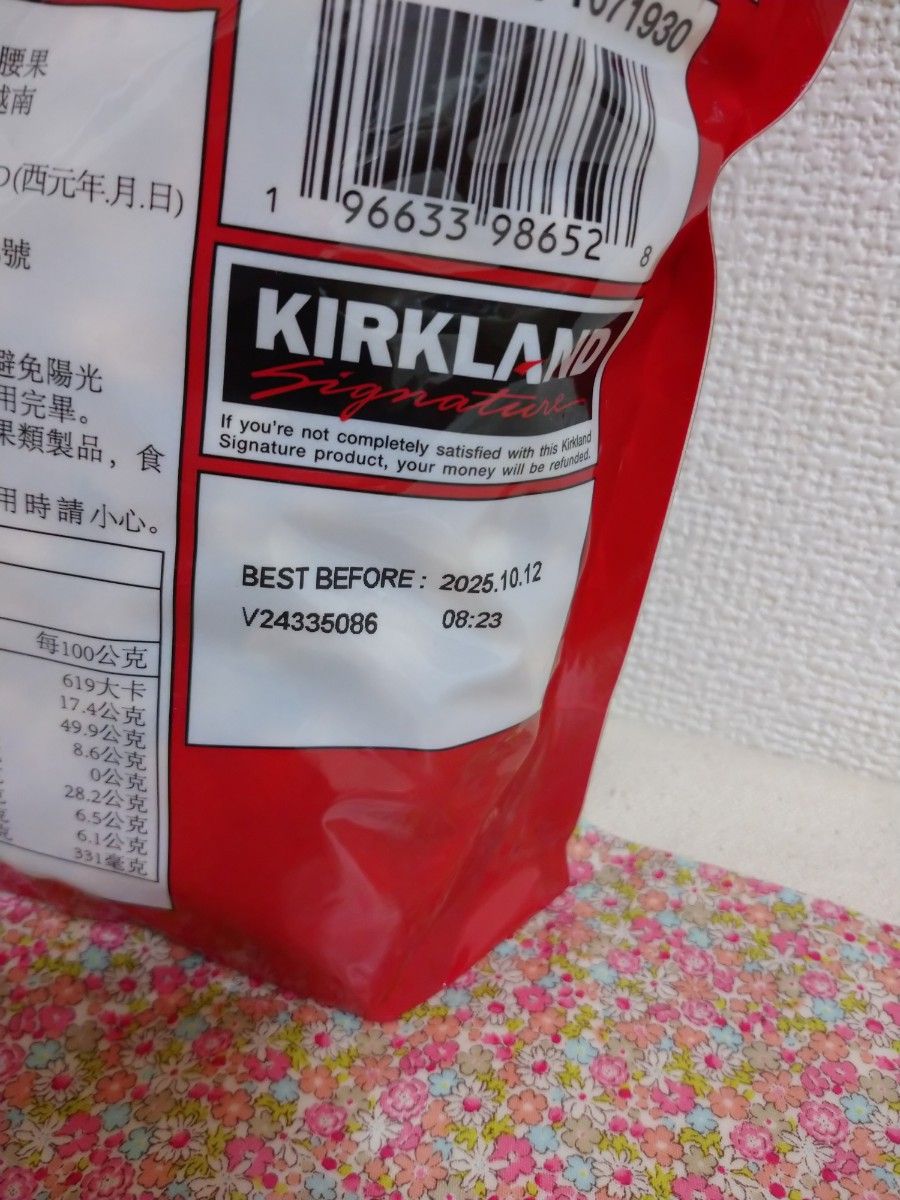 腰果
越南
(西元年.月.日)
號
避免陽光
用完畢。
果類製品，食
用時請小心。
每100公克
619大卡
17.4公克
49.9公克
8.6公克
0公克
28.2公克
6.5公克
6.1公克
331毫克
1071930
1 96633 98652 8
KIRKLAND
Signature
If you're not completely satisfied with this Kirkland
Signature product, your money will be refunded.
BEST BEFORE : 2025.10.12
V24335086 08:23